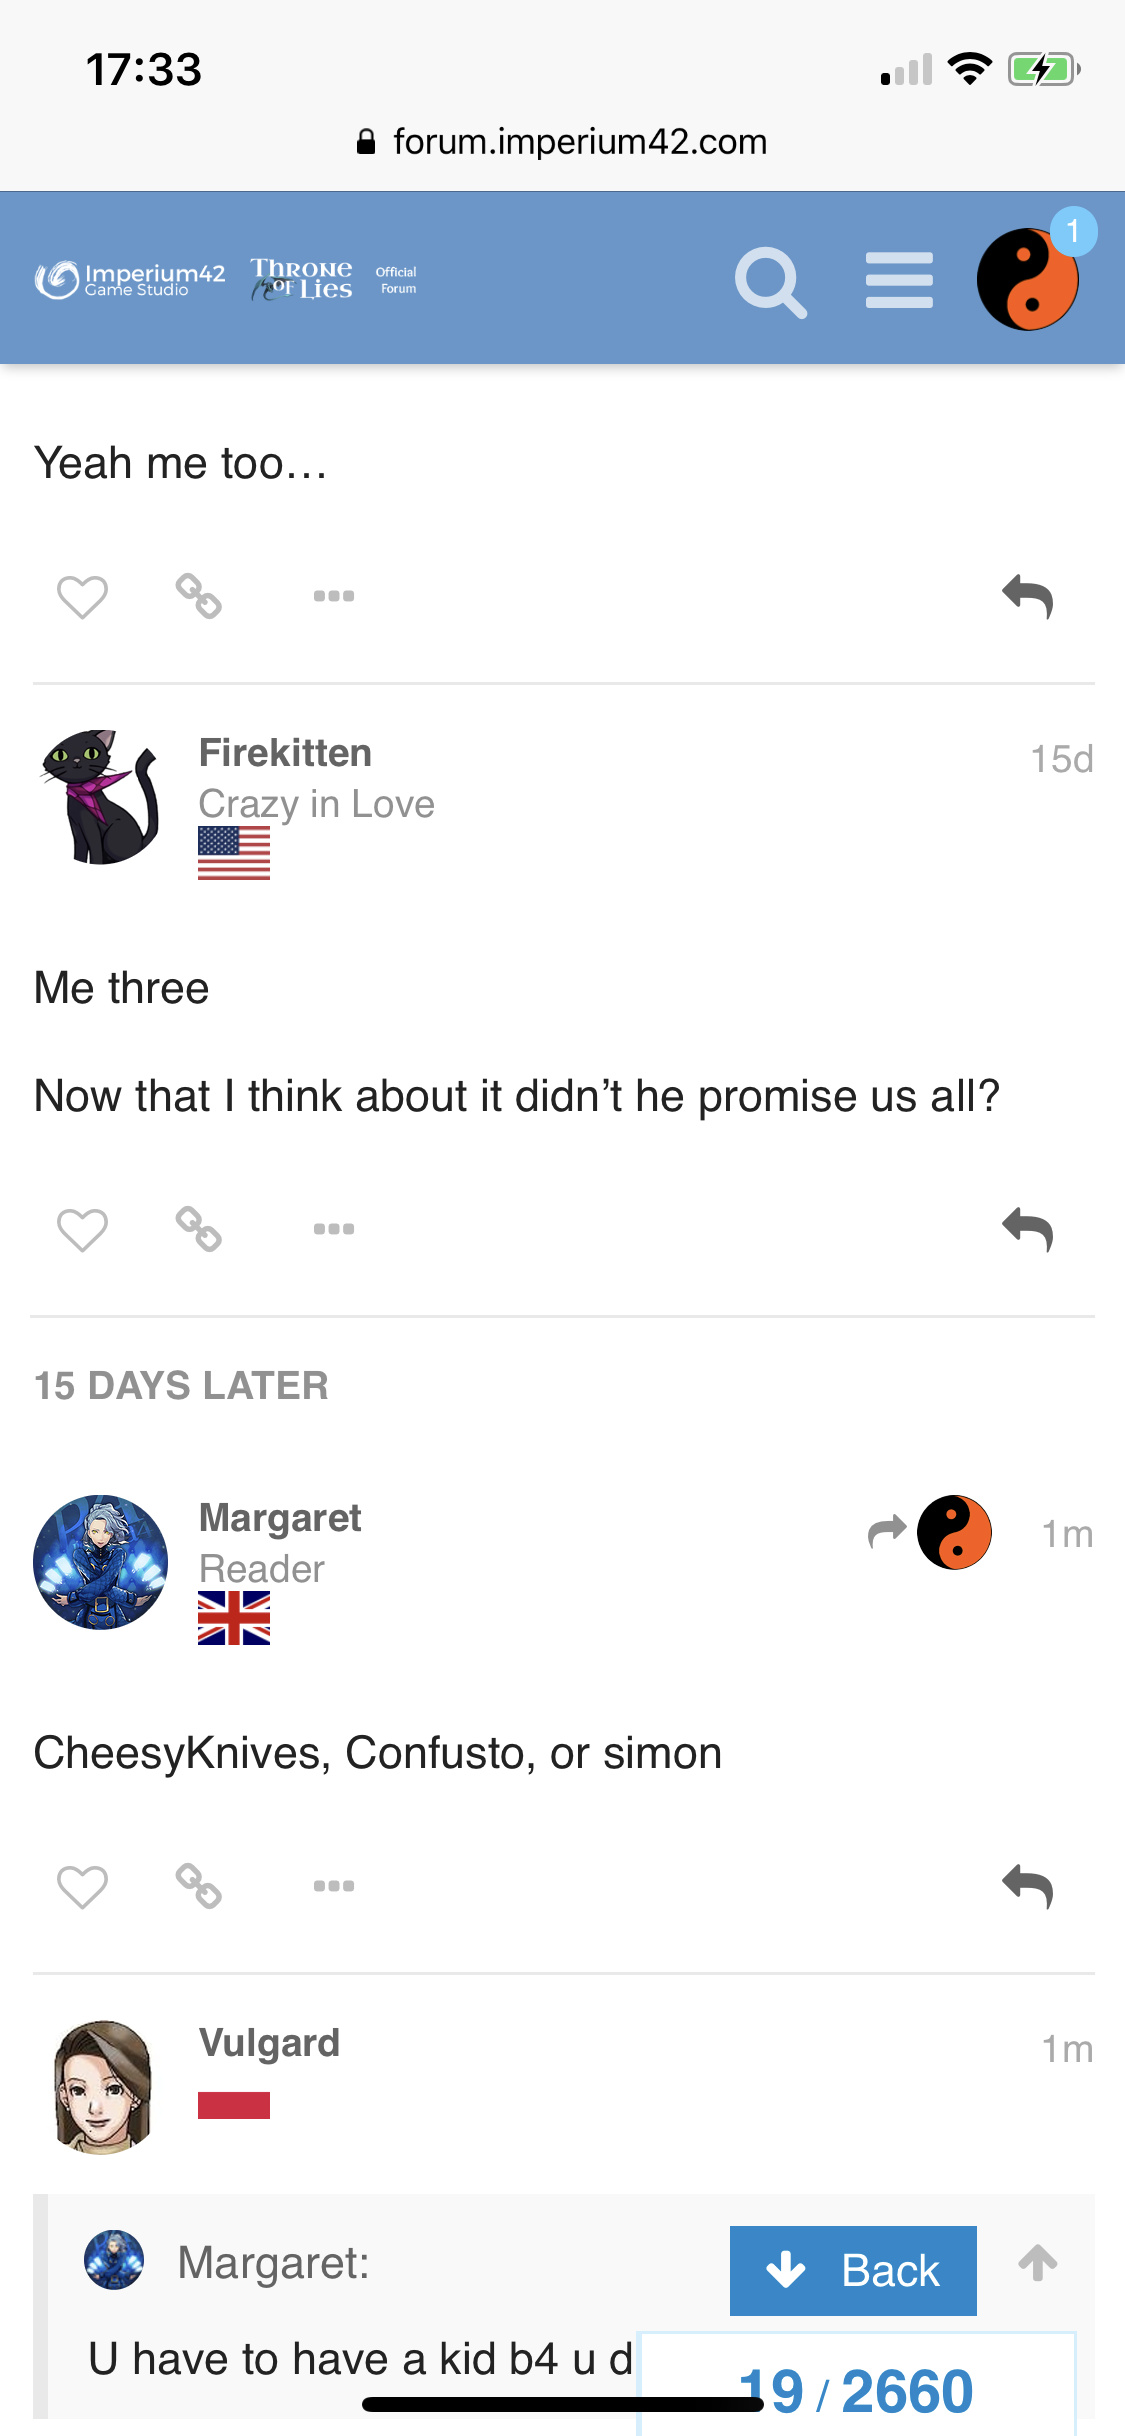 17:33
forum.imperium42.com
1
Imperium42
Game Studio
Throne
of Lies
Official
Forum
Yeah me too…
Firekitten
15d
Crazy in Love
Me three
Now that I think about it didn’t he promise us all?
15 DAYS LATER
Margaret
1m
Reader
CheesyKnives, Confusto, or simon
Vulgard
1m
Margaret:
Back
U have to have a kid b4 u d
19 / 2660